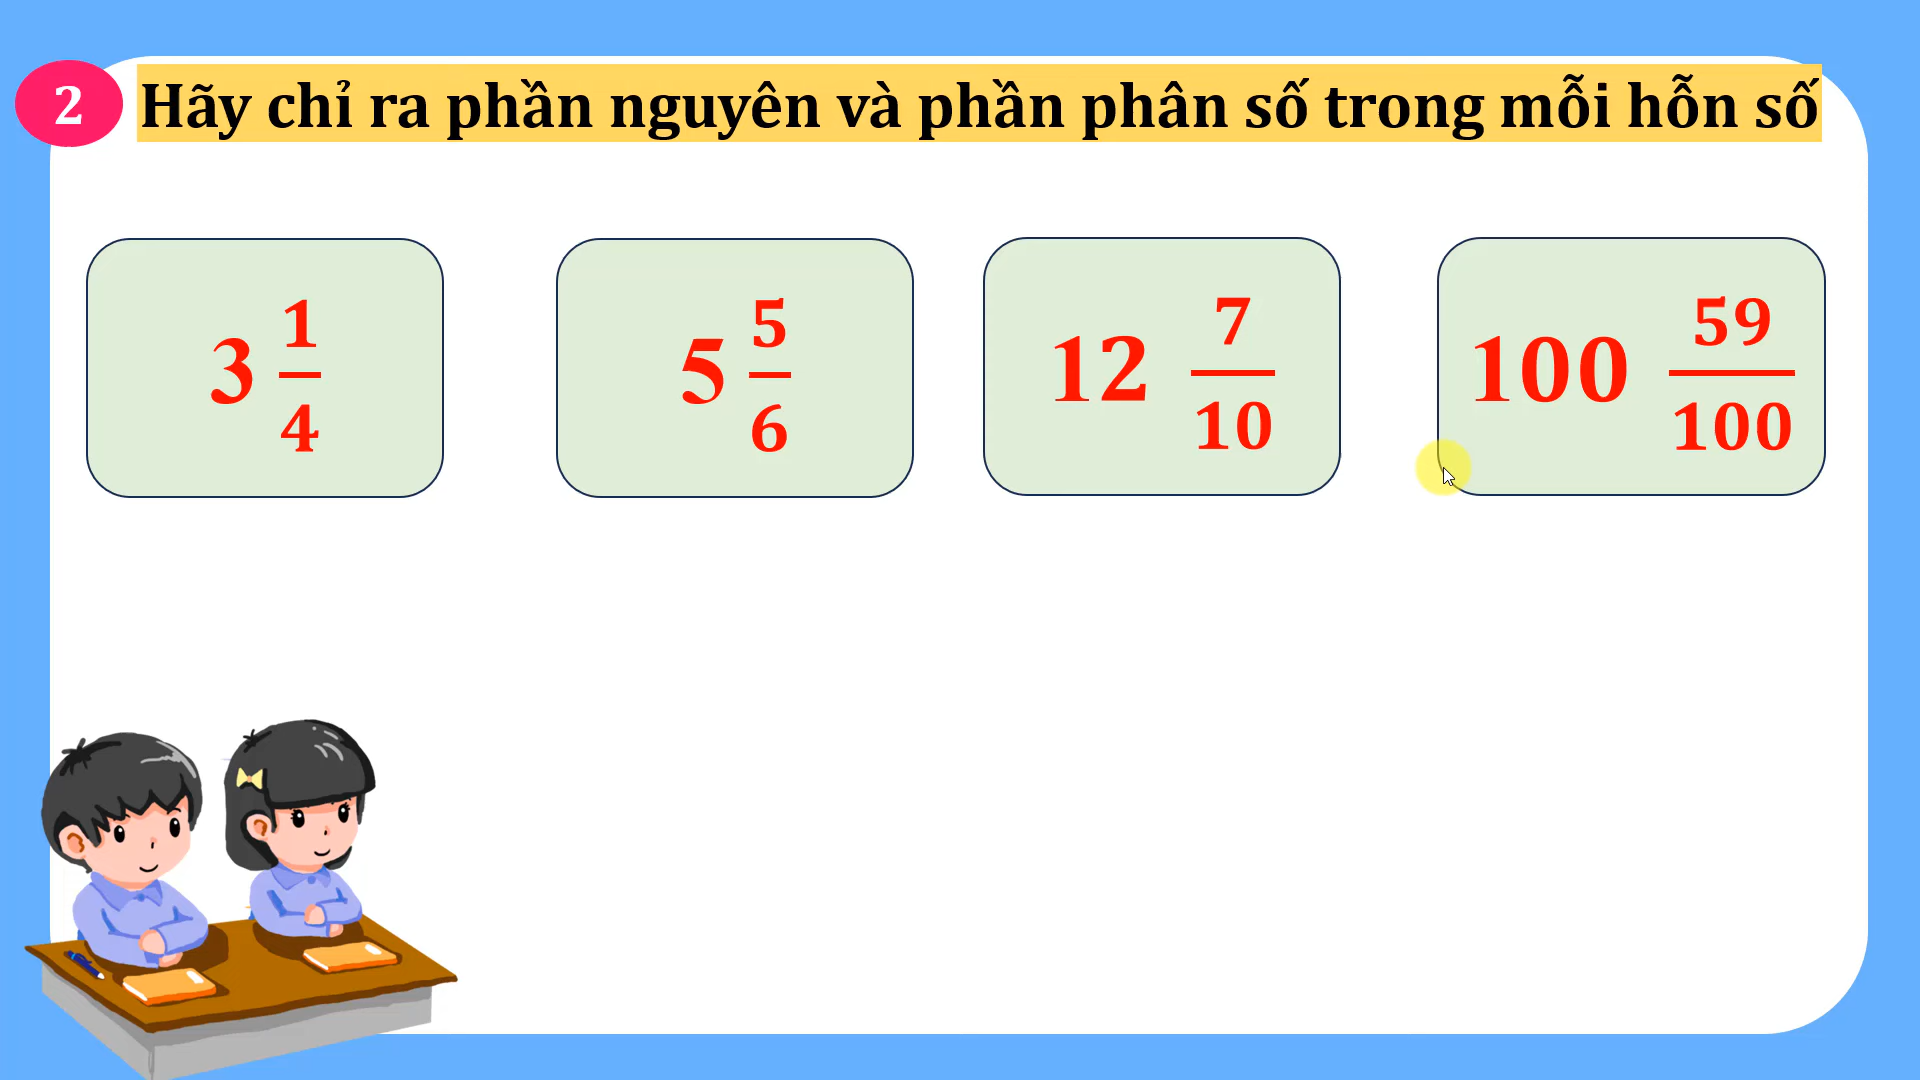 2 Hãy chỉ ra phần nguyên và phần phân số trong mỗi hỗn số
3 1/4
5 5/6
12 7/10
100 59/100